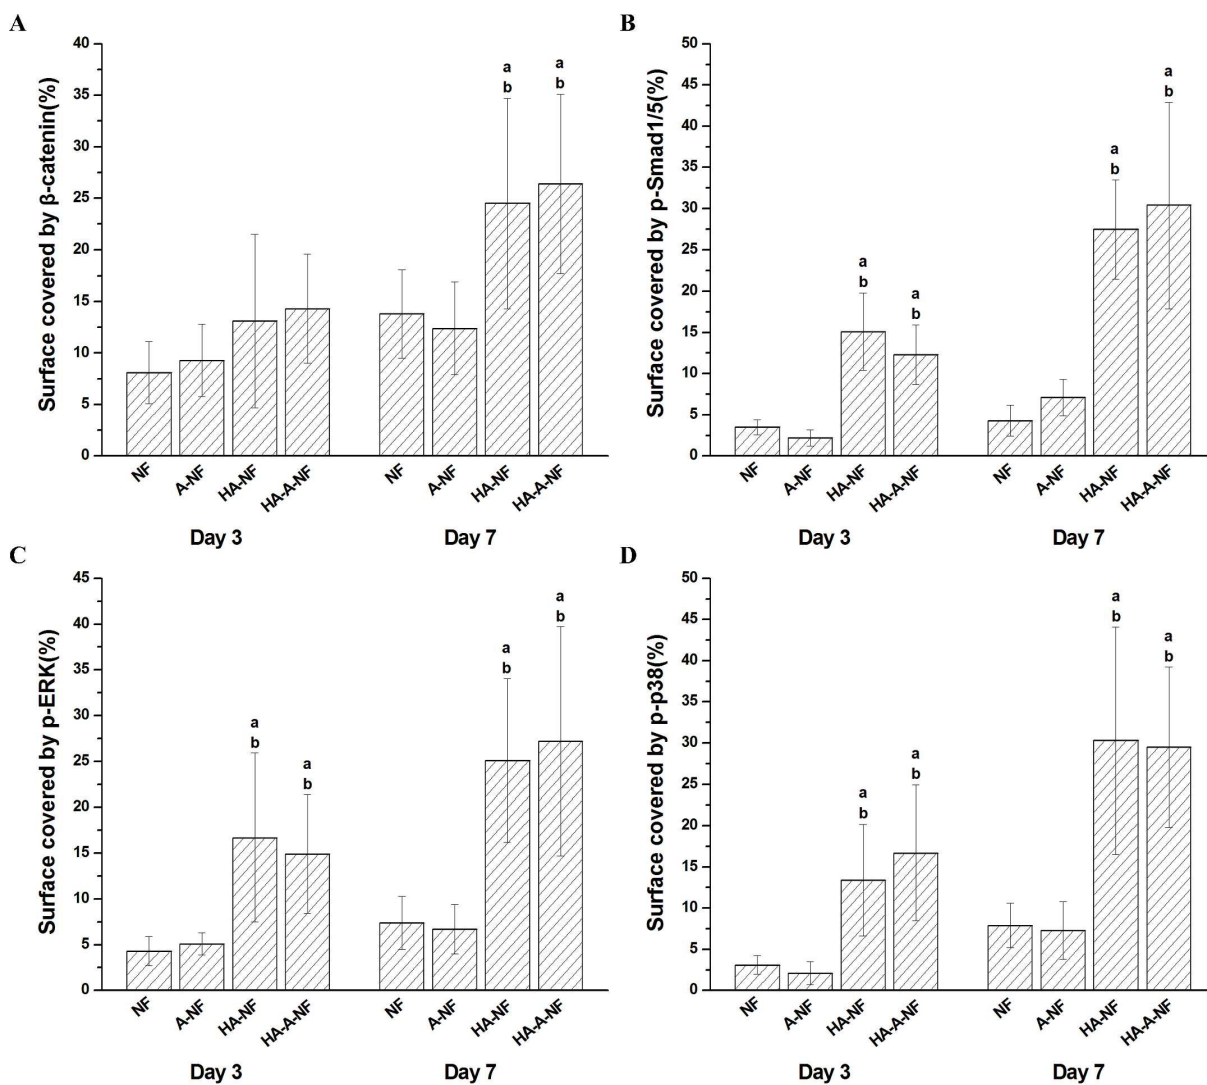 A
Surface covered by β-catenin(%)
40
35
30
25
20
15
10
5
0
a
b
a
b
NF
A-NF
HA-NF
HA-A-NF
NF
A-NF
HA-NF
HA-A-NF
Day 3
Day 7
B
Surface covered by p-Smad1/5(%)
50
45
40
35
30
25
20
15
10
5
0
a
b
a
b
a
b
a
b
NF
A-NF
HA-NF
HA-A-NF
NF
A-NF
HA-NF
HA-A-NF
Day 3
Day 7
C
Surface covered by p-ERK(%)
45
40
35
30
25
20
15
10
5
0
a
b
a
b
a
b
a
b
NF
A-NF
HA-NF
HA-A-NF
NF
A-NF
HA-NF
HA-A-NF
Day 3
Day 7
D
Surface covered by p-p38(%)
50
45
40
35
30
25
20
15
10
5
0
a
b
a
b
a
b
a
b
NF
A-NF
HA-NF
HA-A-NF
NF
A-NF
HA-NF
HA-A-NF
Day 3
Day 7